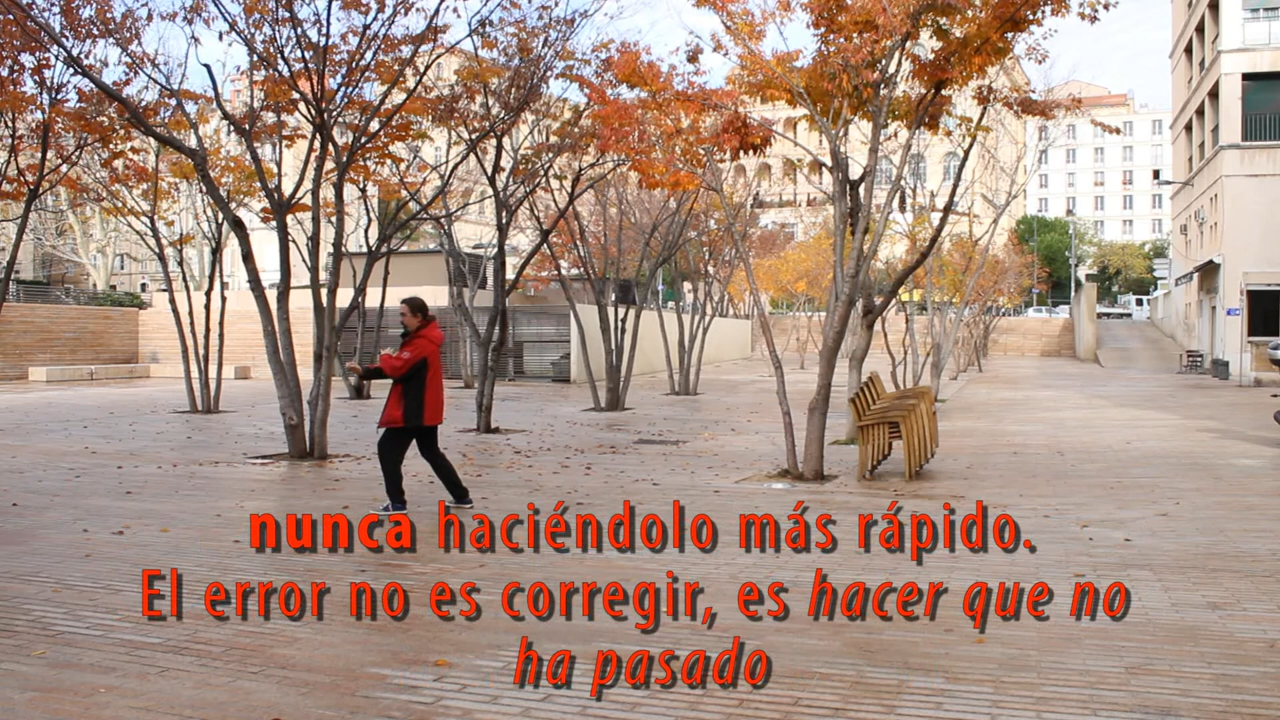 nunca haciéndolo más rápido.
El error no es corregir, es hacer que no
ha pasado